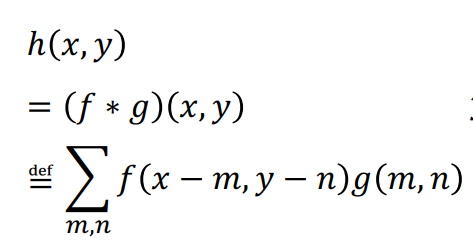 h(x, y)
= (f * g)(x, y)
≝ ∑ f(x − m, y − n)g(m, n)
m,n